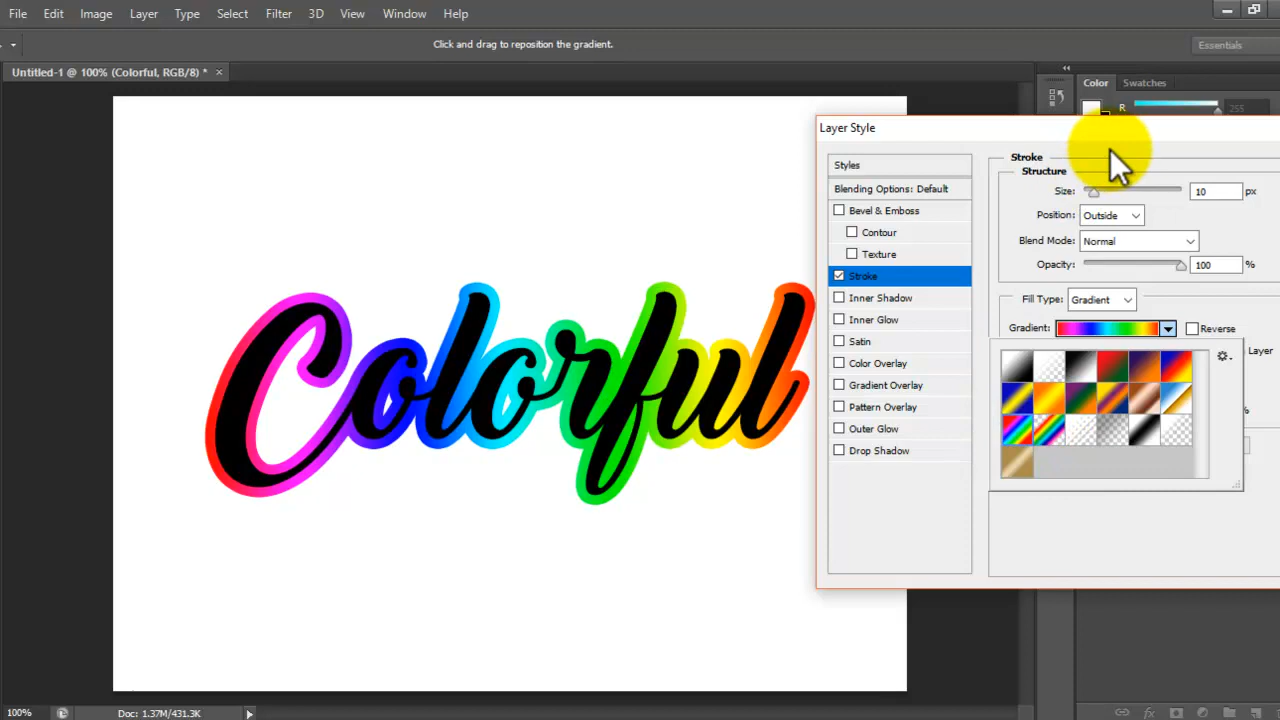 File Edit Image Layer Type Select Filter 3D View Window Help
Click and drag to reposition the gradient.
Essentials
Untitled-1 @ 100% (Colorful, RGB/8) * ×
Color Swatches
R 255
Layer Style
Styles
Blending Options: Default
Bevel & Emboss
Contour
Texture
Stroke
Inner Shadow
Inner Glow
Satin
Color Overlay
Gradient Overlay
Pattern Overlay
Outer Glow
Drop Shadow
Stroke
Structure
Size: 10 px
Position: Outside
Blend Mode: Normal
Opacity: 100 %
Fill Type: Gradient
Gradient: Reverse
Layer
%
Colorful
100% Doc: 1.37M/431.3K
fx